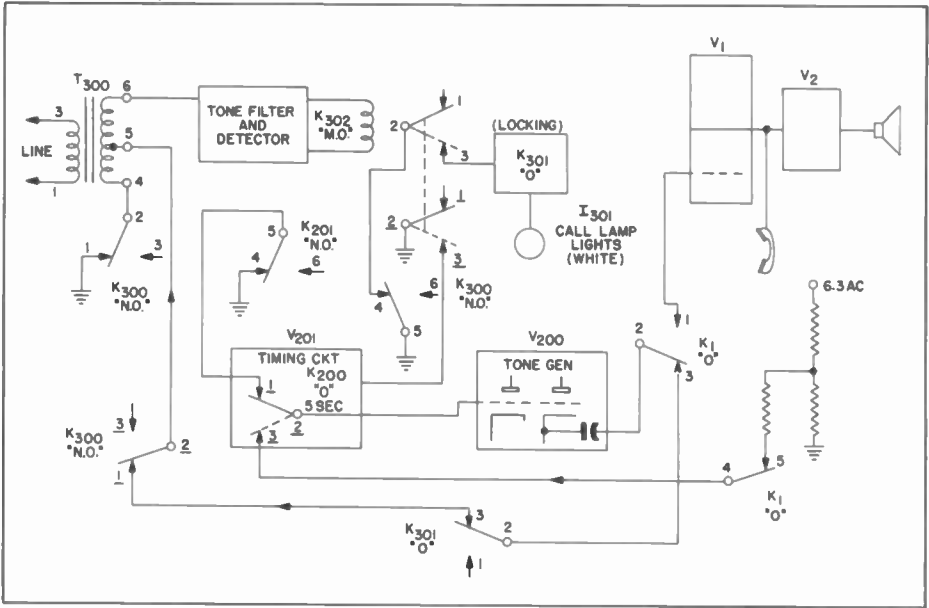 T300
6
3
5
LINE
1
4
2
1
3
K300
"N.O."
TONE FILTER
AND
DETECTOR
K302
"M.O."
1
2
3
(LOCKING)
K301
"O"
I301
CALL LAMP
LIGHTS
(WHITE)
V1
V2
1
2
3
6
4
5
K300
"N.O."
5
K201
"N.O."
4
6
V201
TIMING CKT
K200
"O"
5 SEC
1
2
3
V200
TONE GEN
1
2
3
K1
"O"
6.3 AC
4
5
K1
"O"
3
K300
"N.O."
2
1
3
K301
"O"
2
1